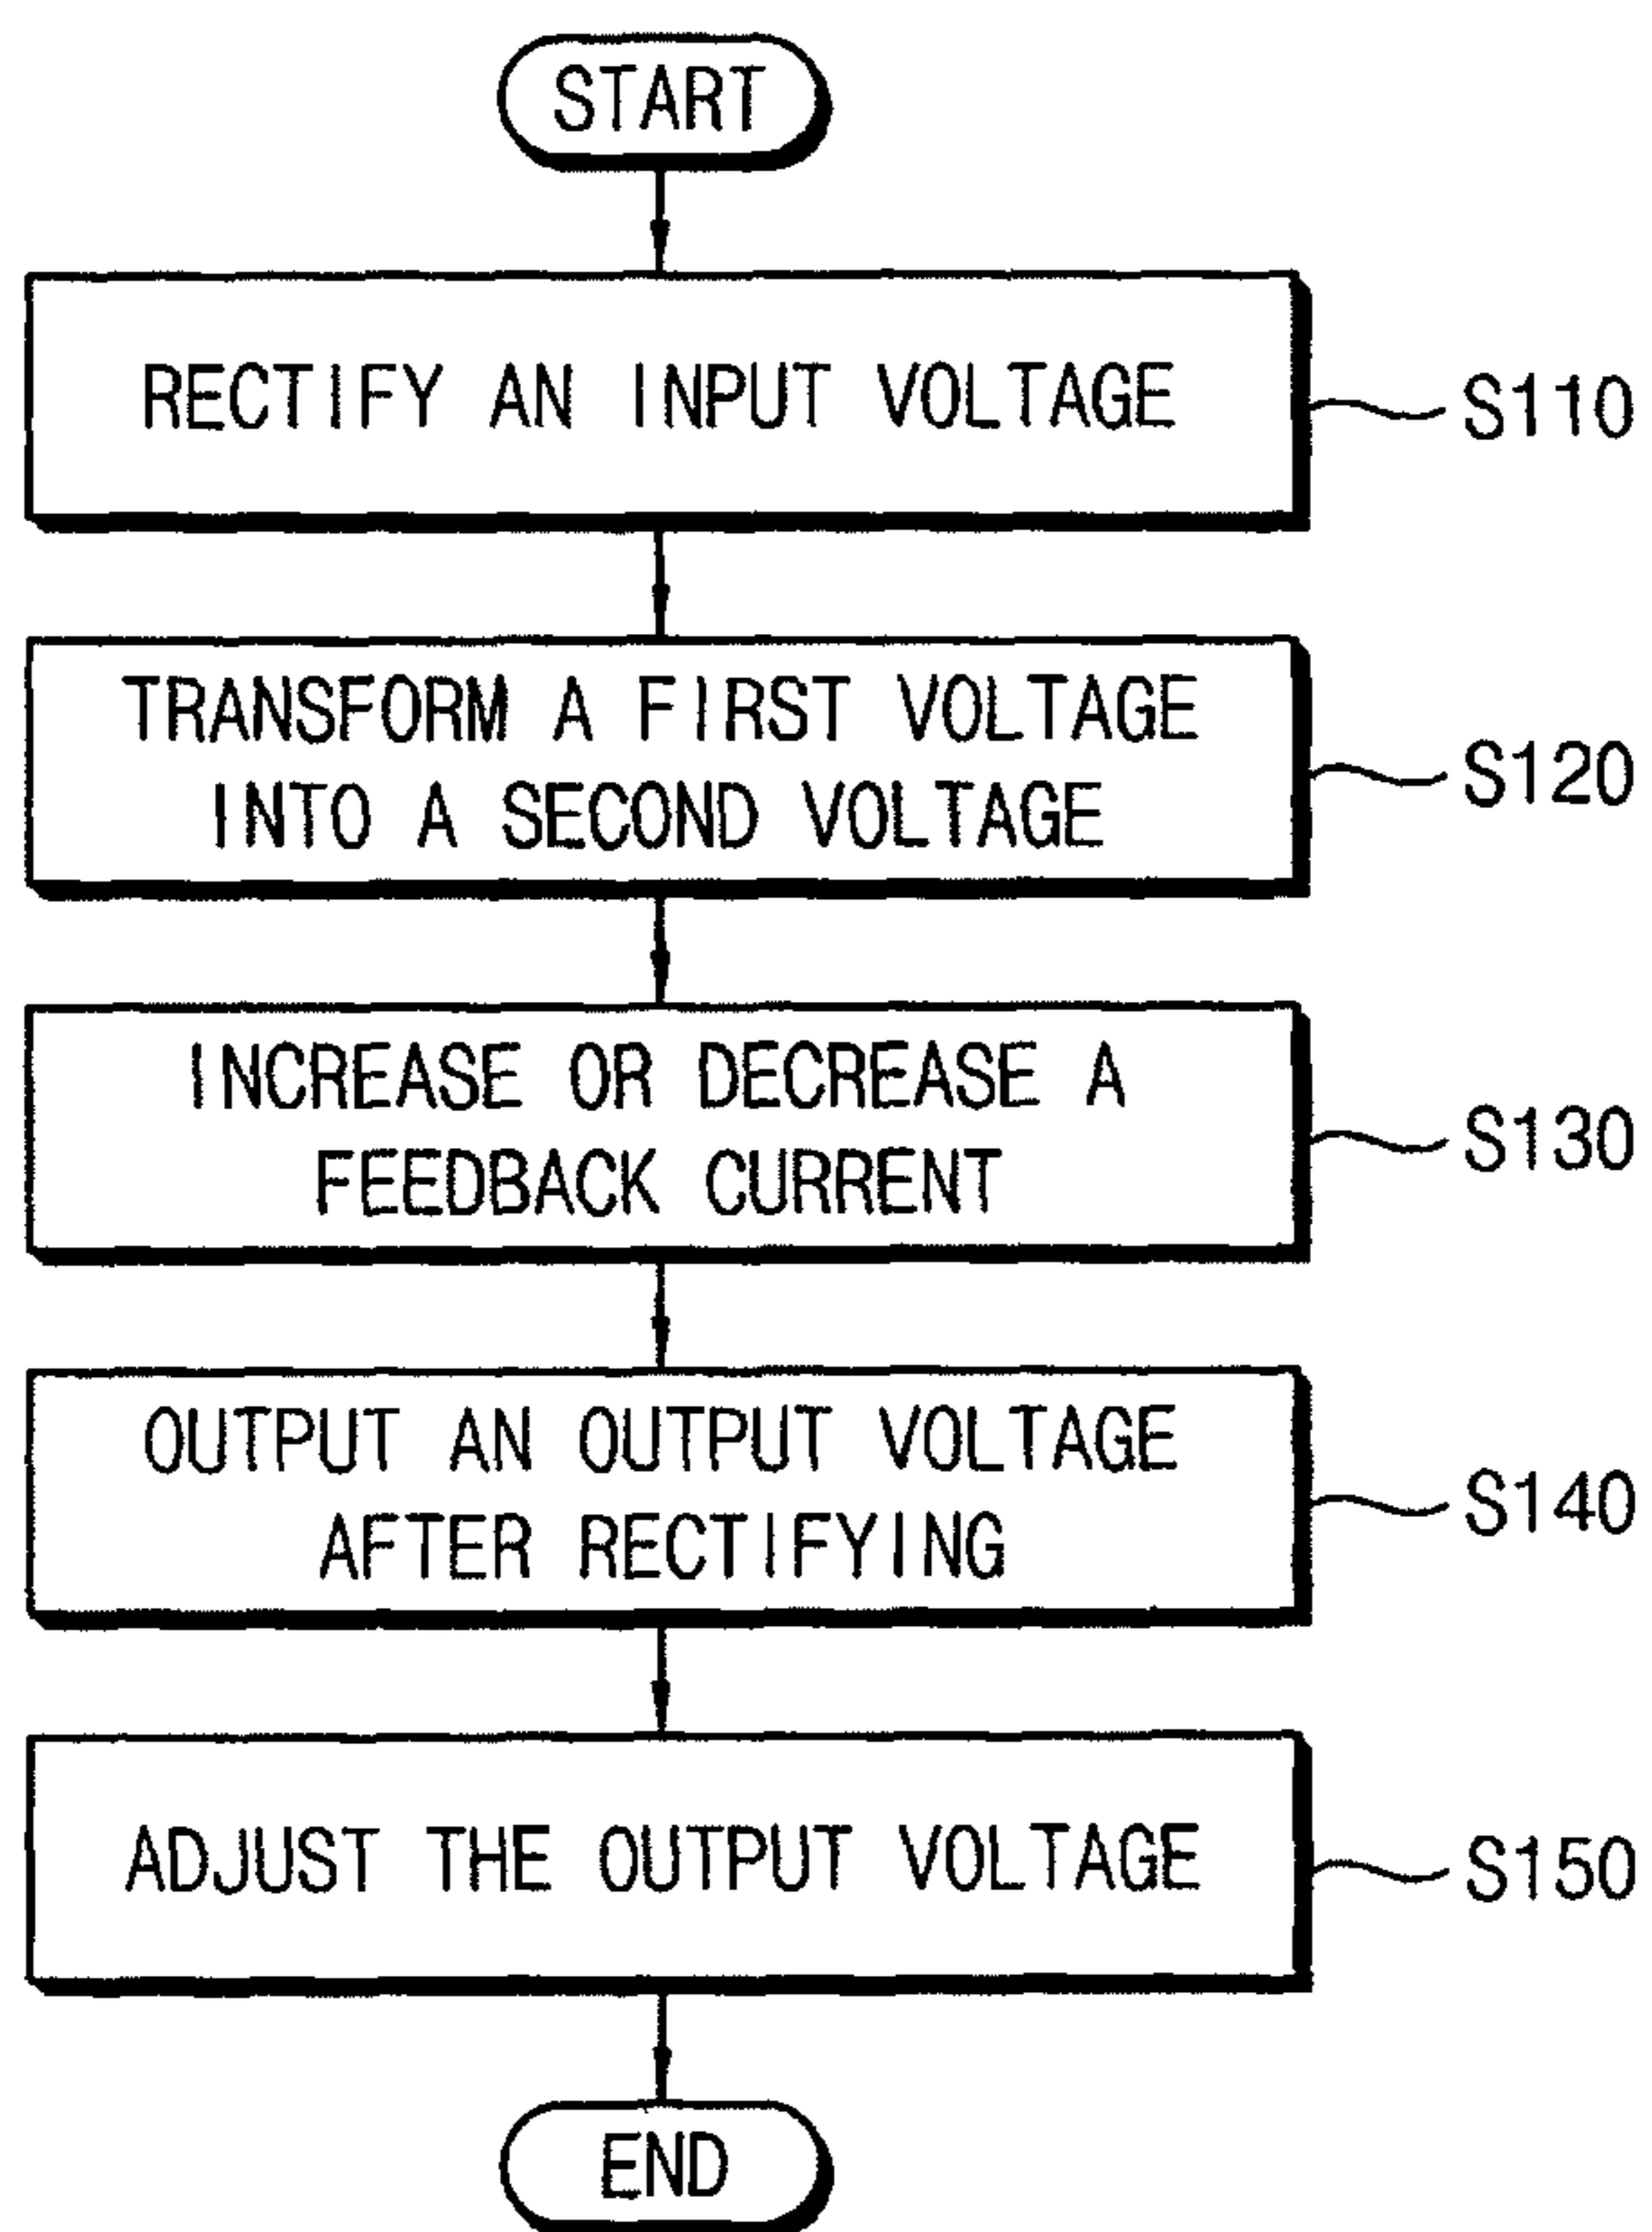 START
RECTIFY AN INPUT VOLTAGE
S110
TRANSFORM A FIRST VOLTAGE
INTO A SECOND VOLTAGE
S120
INCREASE OR DECREASE A
FEEDBACK CURRENT
S130
OUTPUT AN OUTPUT VOLTAGE
AFTER RECTIFYING
S140
ADJUST THE OUTPUT VOLTAGE
S150
END